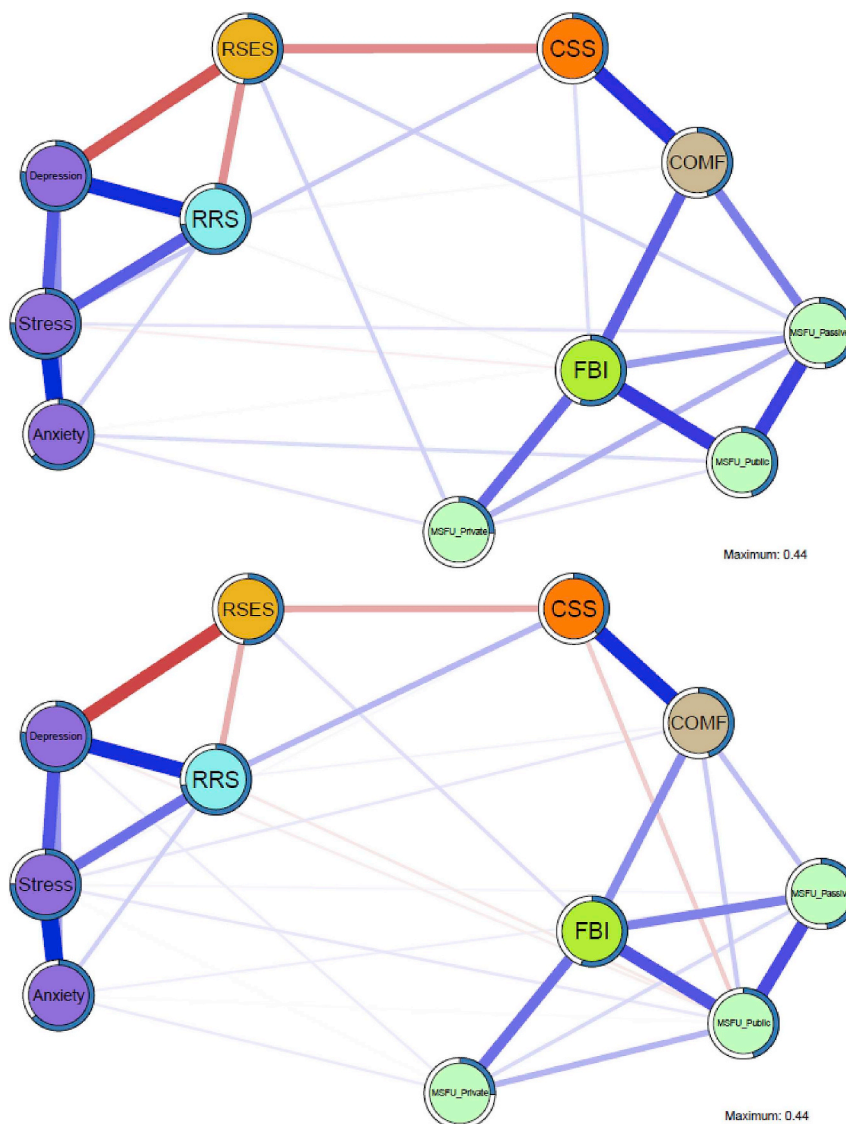 RSES
CSS
COMF
Depression
RRS
Stress
MSFU_Passive
FBI
Anxiety
MSFU_Public
MSFU_Private
Maximum: 0.44
RSES
CSS
COMF
Depression
RRS
Stress
MSFU_Passive
FBI
Anxiety
MSFU_Public
MSFU_Private
Maximum: 0.44